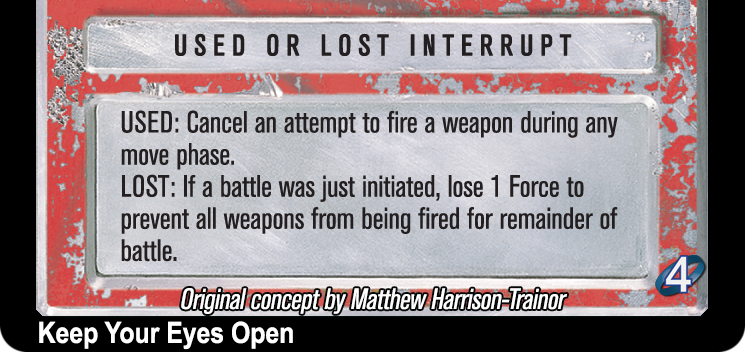 USED OR LOST INTERRUPT
USED: Cancel an attempt to fire a weapon during any
move phase.
LOST: If a battle was just initiated, lose 1 Force to
prevent all weapons from being fired for remainder of
battle.
4
Original concept by Matthew Harrison-Trainor
Keep Your Eyes Open